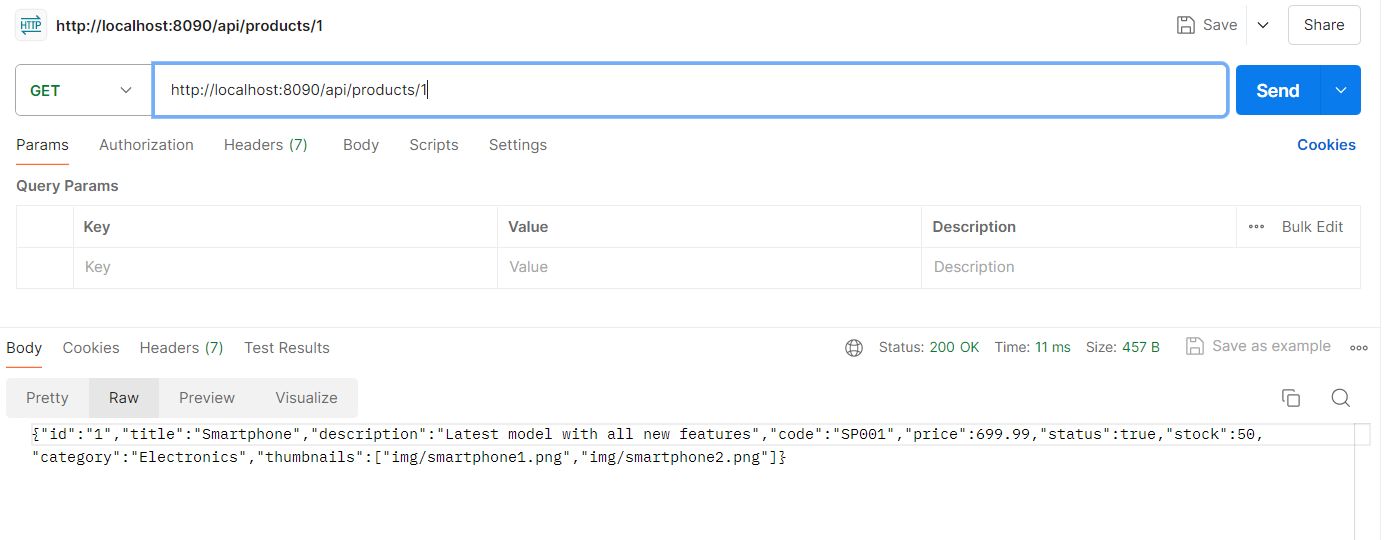 HTTP http://localhost:8090/api/products/1 Save Share
GET http://localhost:8090/api/products/1 Send
Params Authorization Headers (7) Body Scripts Settings Cookies
Query Params
Key Value Description Bulk Edit
Key Value Description
Body Cookies Headers (7) Test Results Status: 200 OK Time: 11 ms Size: 457 B Save as example
Pretty Raw Preview Visualize
{"id":"1","title":"Smartphone","description":"Latest model with all new features","code":"SP001","price":699.99,"status":true,"stock":50,
"category":"Electronics","thumbnails":["img/smartphone1.png","img/smartphone2.png"]}